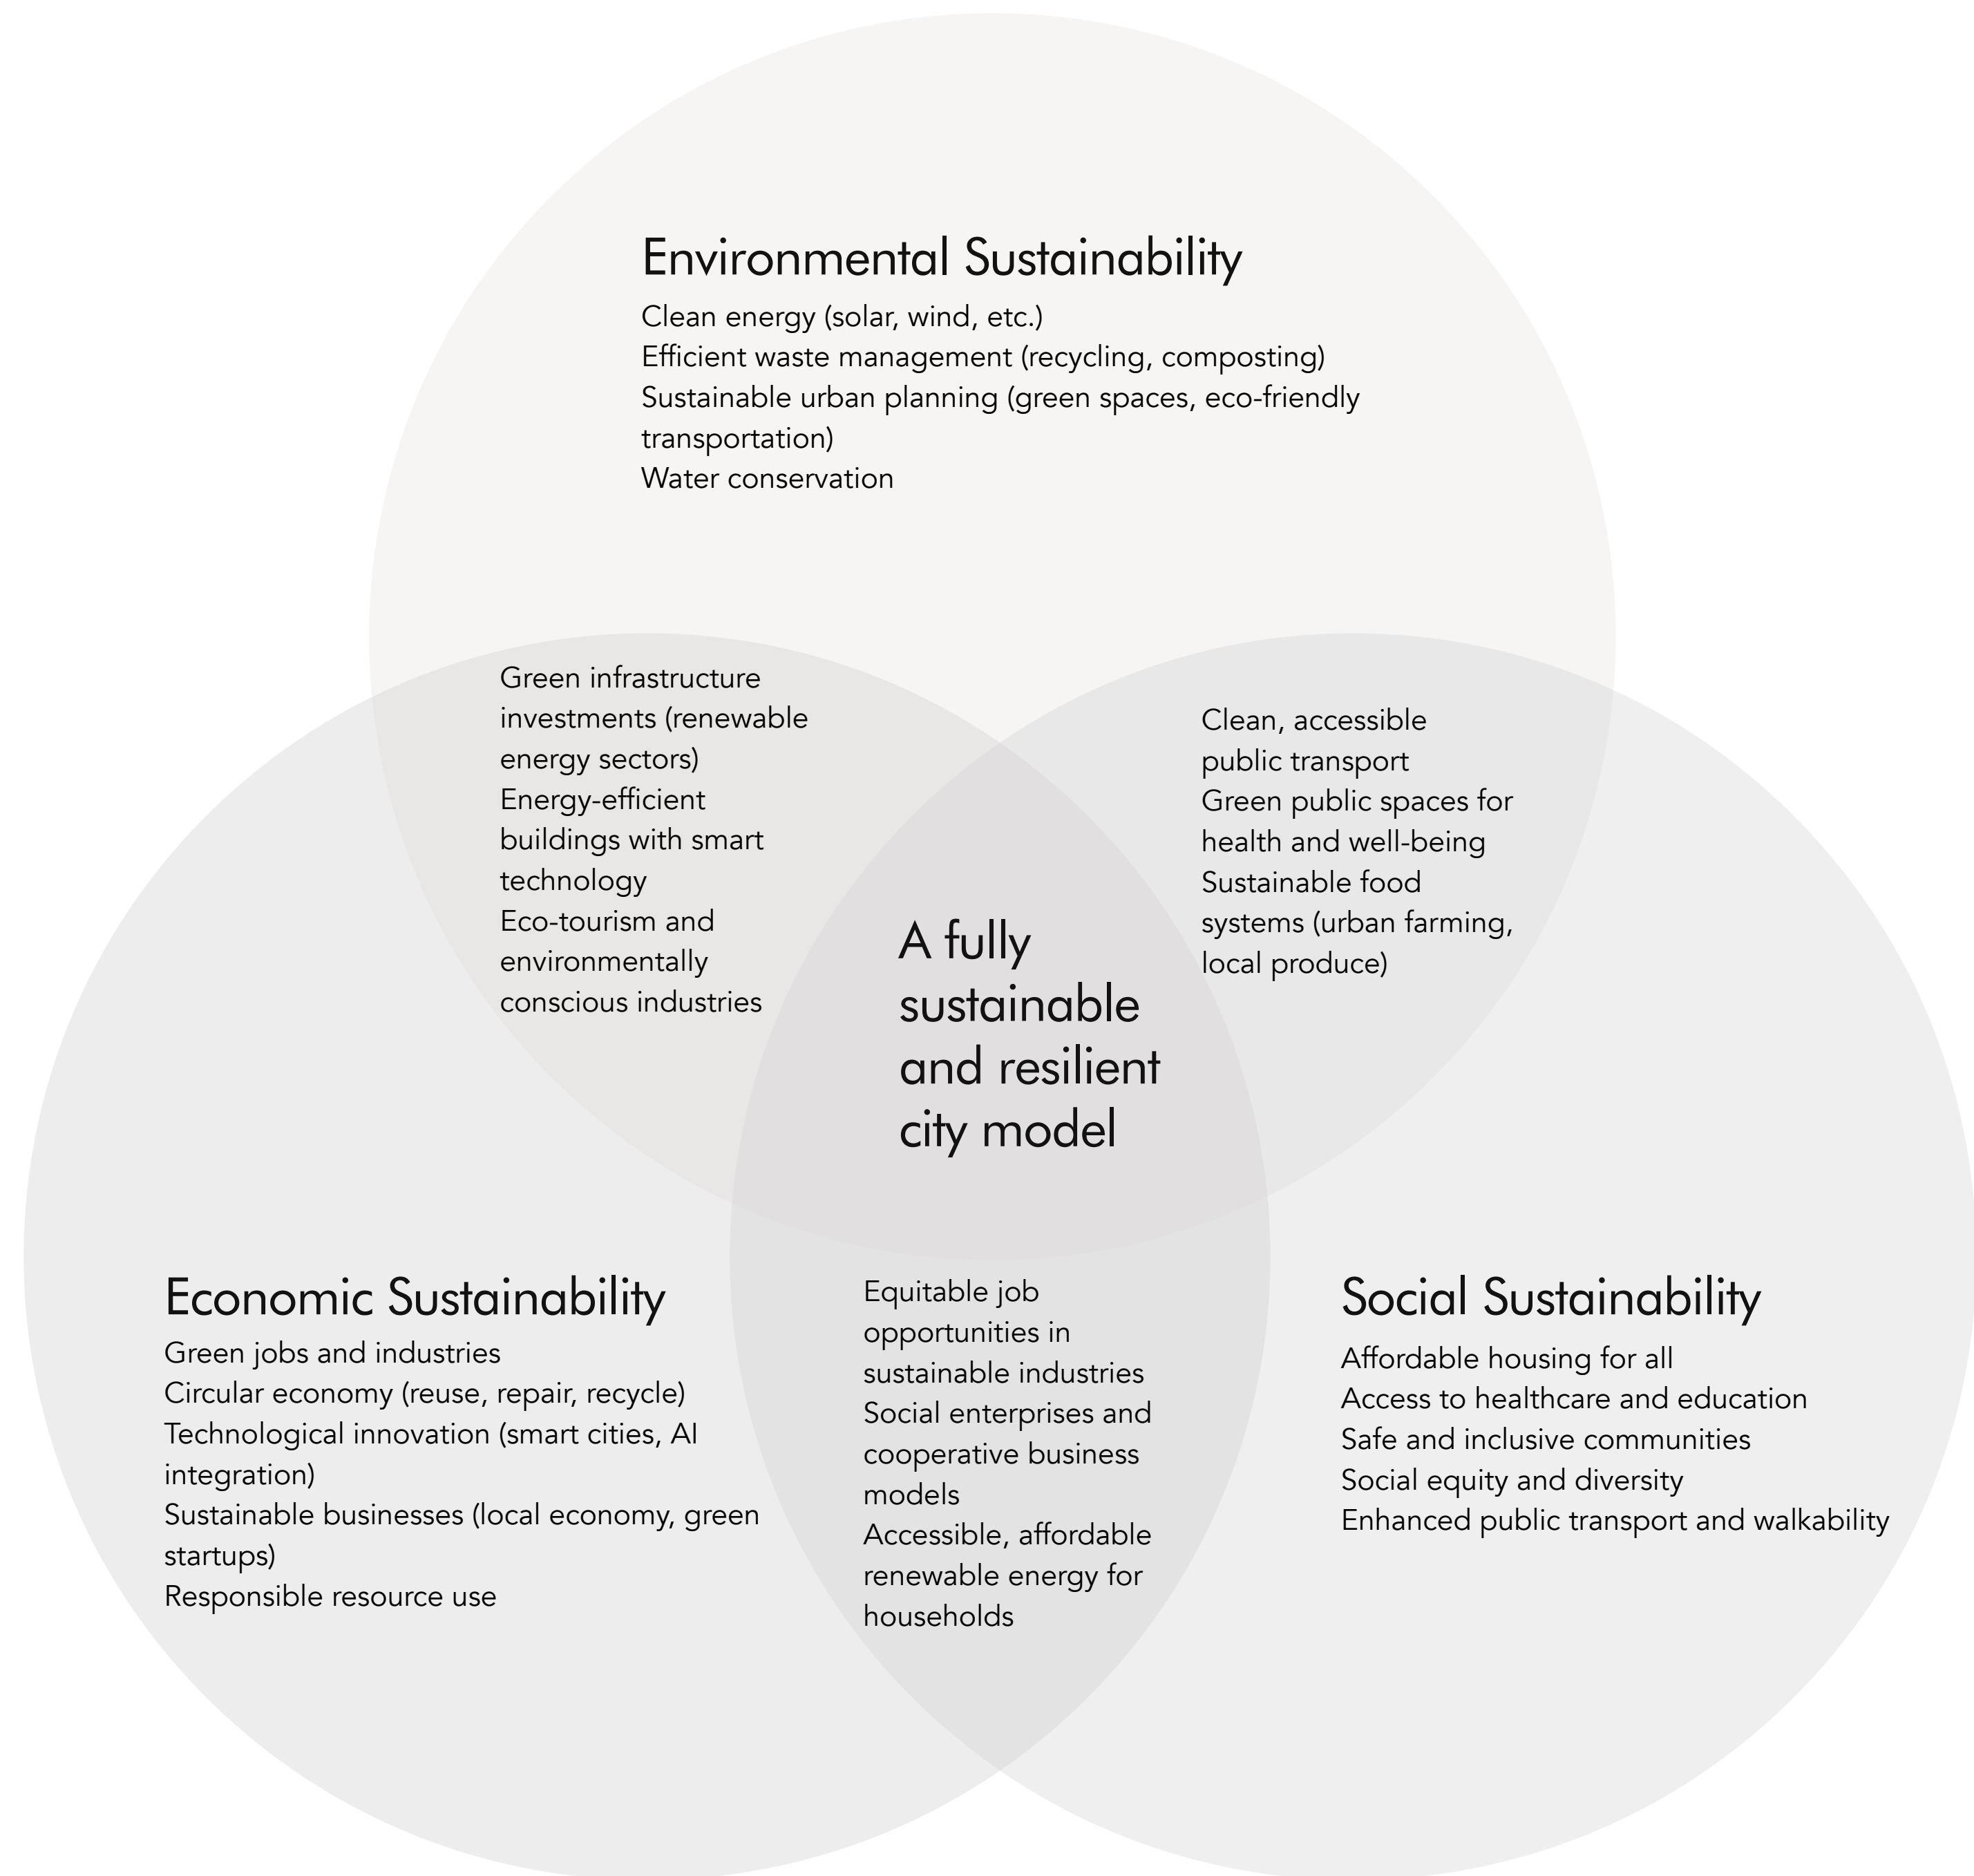 Environmental Sustainability
Clean energy (solar, wind, etc.)
Efficient waste management (recycling, composting)
Sustainable urban planning (green spaces, eco-friendly
transportation)
Water conservation
Green infrastructure
investments (renewable
energy sectors)
Energy-efficient
buildings with smart
technology
Eco-tourism and
environmentally
conscious industries
Clean, accessible
public transport
Green public spaces for
health and well-being
Sustainable food
systems (urban farming,
local produce)
A fully
sustainable
and resilient
city model
Economic Sustainability
Green jobs and industries
Circular economy (reuse, repair, recycle)
Technological innovation (smart cities, AI
integration)
Sustainable businesses (local economy, green
startups)
Responsible resource use
Equitable job
opportunities in
sustainable industries
Social enterprises and
cooperative business
models
Accessible, affordable
renewable energy for
households
Social Sustainability
Affordable housing for all
Access to healthcare and education
Safe and inclusive communities
Social equity and diversity
Enhanced public transport and walkability